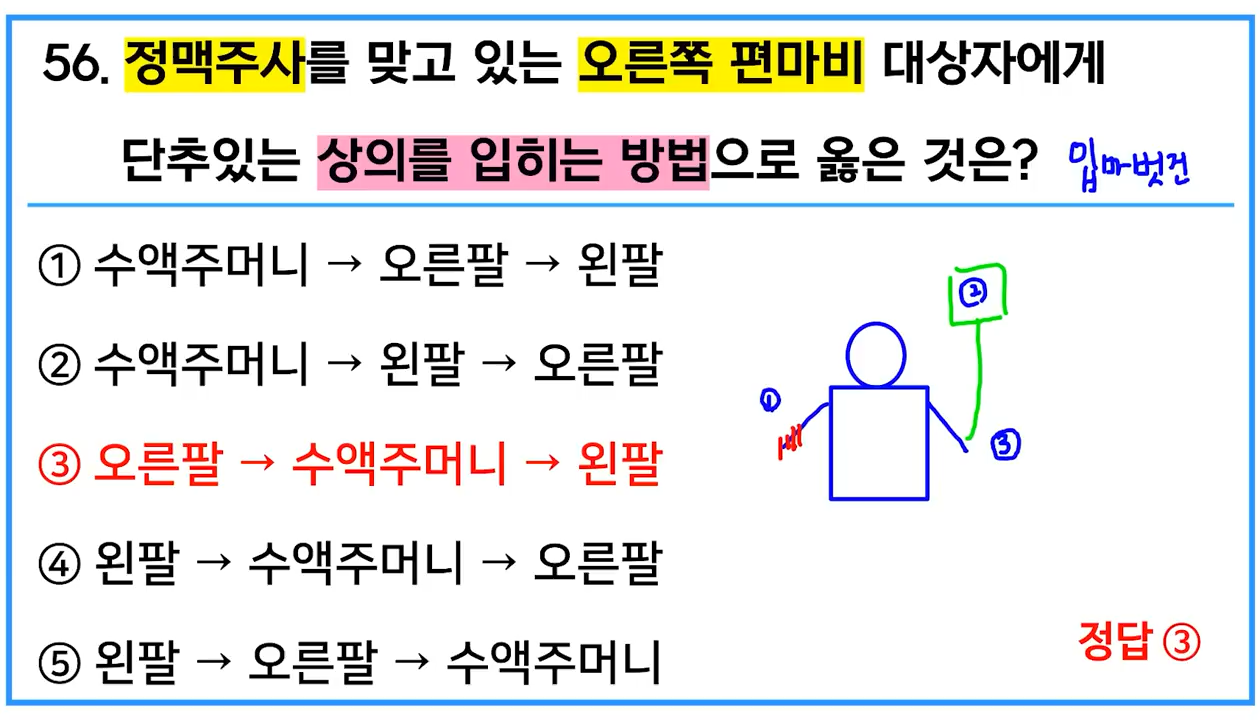 56. 정맥주사를 맞고 있는 오른쪽 편마비 대상자에게
단추있는 상의를 입히는 방법으로 옳은 것은? 입마벗건
① 수액주머니 → 오른팔 → 왼팔
② 수액주머니 → 왼팔 → 오른팔
③ 오른팔 → 수액주머니 → 왼팔
④ 왼팔 → 수액주머니 → 오른팔
⑤ 왼팔 → 오른팔 → 수액주머니
②
①
③
정답 ③